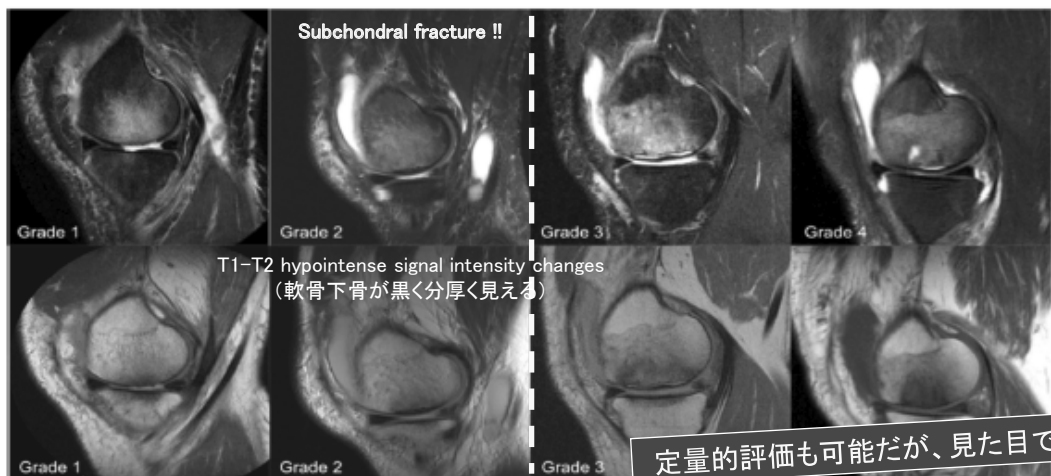 Subchondral fracture !!
Grade 1
Grade 2
Grade 3
Grade 4
T1-T2 hypointense signal intensity changes
(軟骨下骨が黒く分厚く見える)
Grade 1
Grade 2
Grade 3
定量的評価も可能だが、見た目で